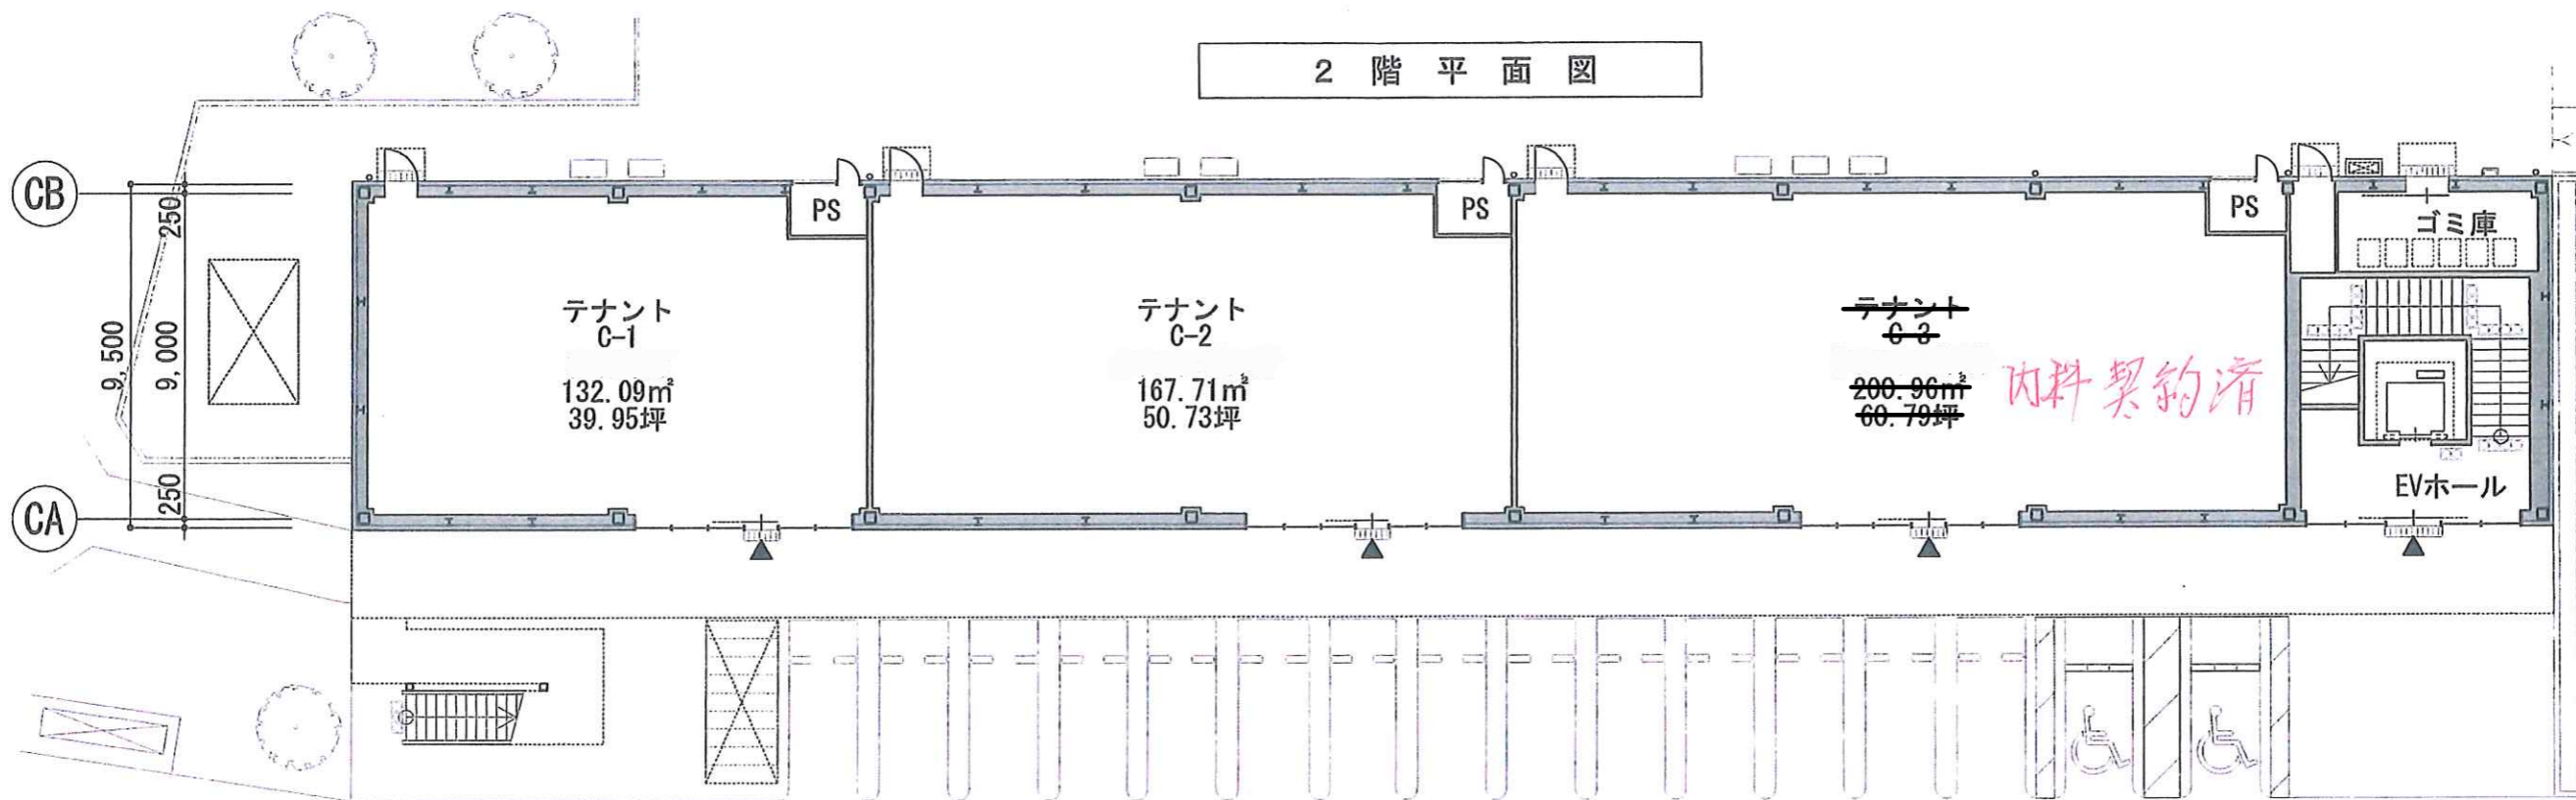 2 階 平 面 図
CB
CA
9,500
250
9,000
250
PS
PS
PS
ゴミ庫
テナント
C-1
132.09㎡
39.95坪
テナント
C-2
167.71㎡
50.73坪
テナント
C-3
200.96㎡
60.79坪
内科契約済
EVホール